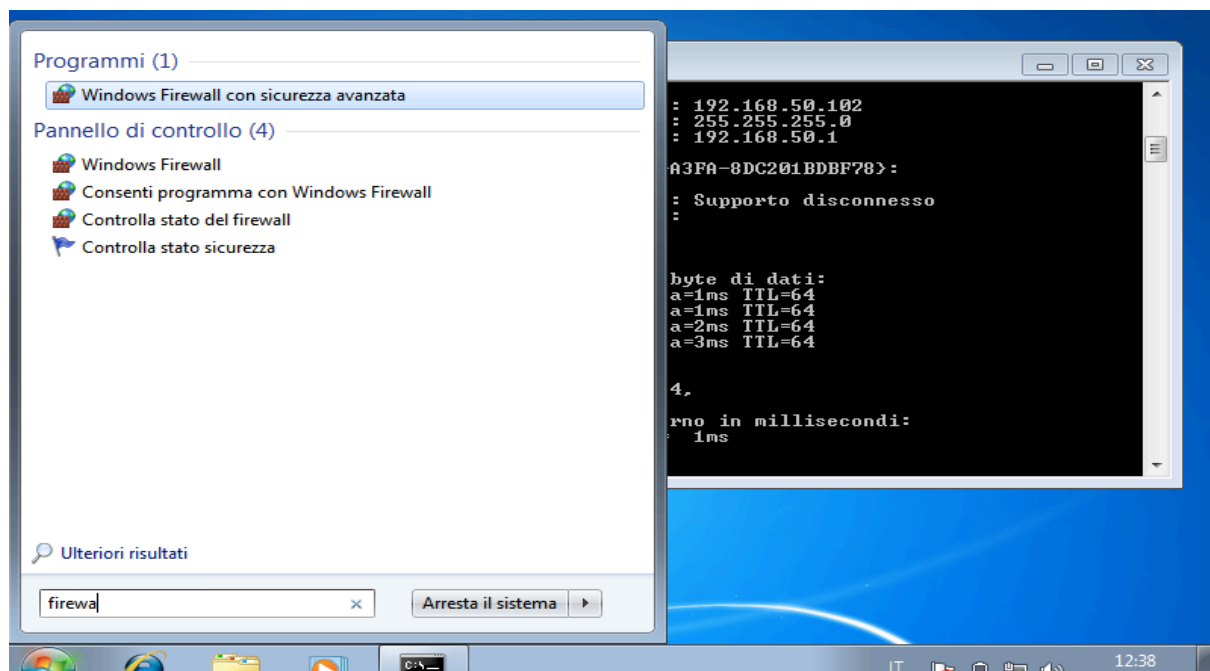 Programmi (1)
Windows Firewall con sicurezza avanzata
Pannello di controllo (4)
Windows Firewall
Consenti programma con Windows Firewall
Controlla stato del firewall
Controlla stato sicurezza
Ulteriori risultati
firewa
Arresta il sistema
: 192.168.50.102
: 255.255.255.0
: 192.168.50.1
A3FA-8DC201BDBF78}:
: Supporto disconnesso
:
byte di dati:
a=1ms TTL=64
a=1ms TTL=64
a=2ms TTL=64
a=3ms TTL=64
4,
rno in millisecondi:
= 1ms
C:\
IT
12:38